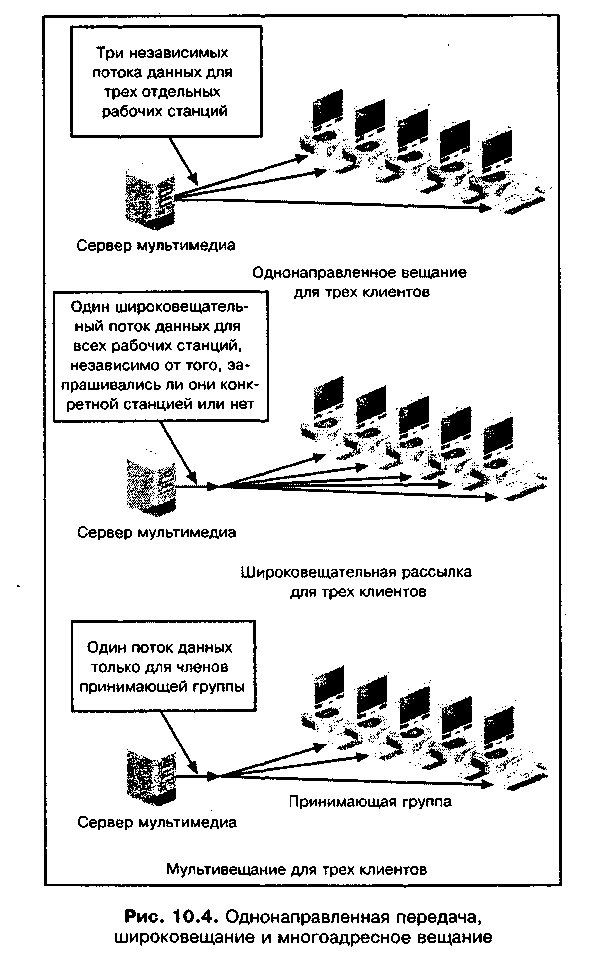 Три независимых
потока данных для
трех отдельных
рабочих станций
Сервер мультимедиа
Однонаправленное вещание
для трех клиентов
Один широковещатель-
ный поток данных для
всех рабочих станций,
независимо от того, за-
прашивались ли они конк-
ретной станцией или нет
Сервер мультимедиа
Широковещательная рассылка
для трех клиентов
Один поток данных
только для членов
принимающей группы
Принимающая группа
Сервер мультимедиа
Мультивещание для трех клиентов
Рис. 10.4. Однонаправленная передача,
широковещание и многоадресное вещание